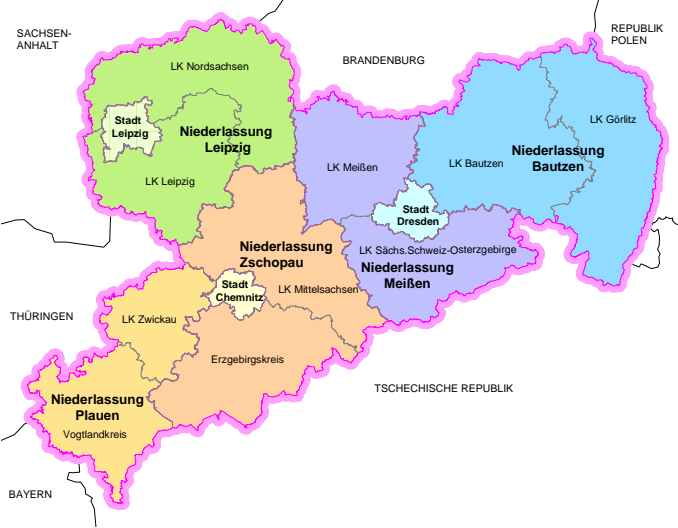 SACHSEN-
ANHALT
REPUBLIK
POLEN
BRANDENBURG
LK Nordsachsen
Stadt
Leipzig
Niederlassung
Leipzig
LK Görlitz
LK Meißen
LK Bautzen
Niederlassung
Bautzen
LK Leipzig
Stadt
Dresden
Niederlassung
Zschopau
LK Sächs.Schweiz-Osterzgebirge
Niederlassung
Meißen
Stadt
Chemnitz
LK Mittelsachsen
THÜRINGEN
LK Zwickau
Erzgebirgskreis
TSCHECHISCHE REPUBLIK
Niederlassung
Plauen
Vogtlandkreis
BAYERN